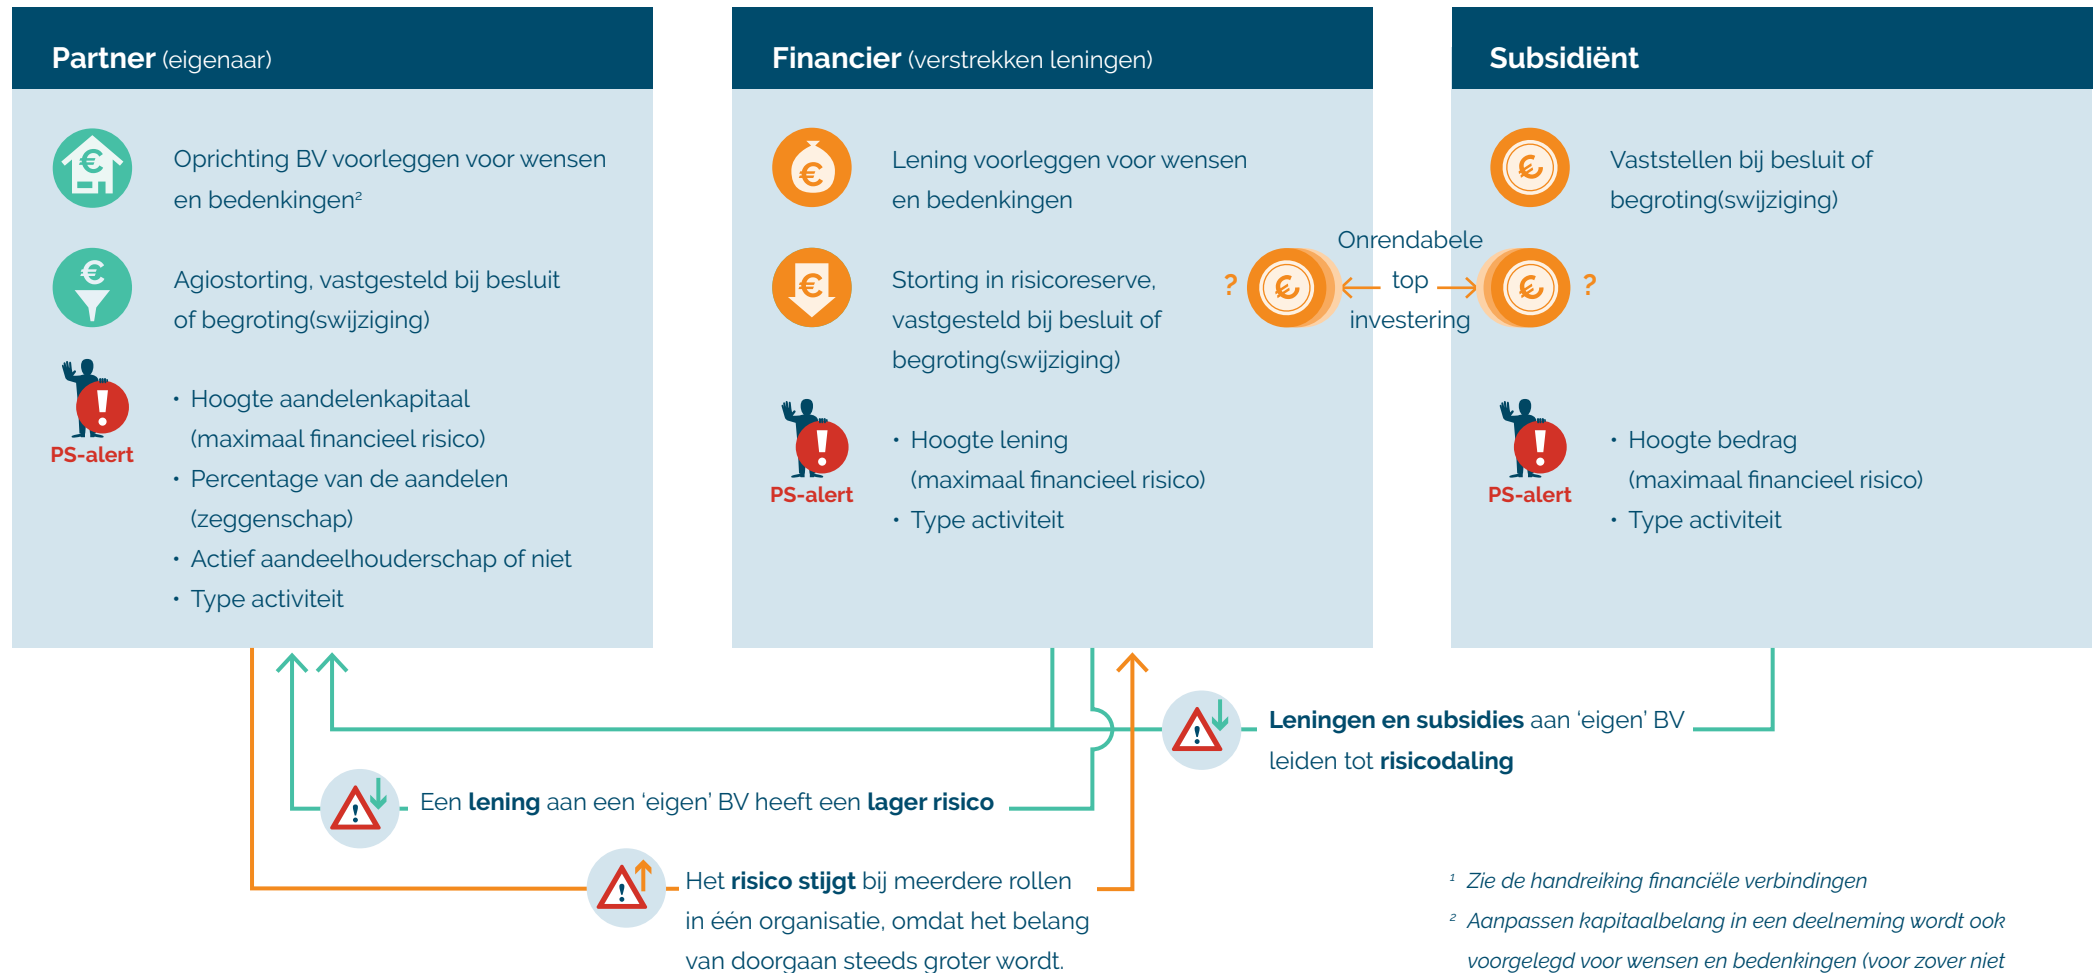 Partner (eigenaar)
Oprichting BV voorleggen voor wensen
en bedenkingen²
Agiostorting, vastgesteld bij besluit
of begroting(swijziging)
PS-alert
• Hoogte aandelenkapitaal
(maximaal financieel risico)
• Percentage van de aandelen
(zeggenschap)
• Actief aandeelhouderschap of niet
• Type activiteit
Financier (verstrekken leningen)
Lening voorleggen voor wensen
en bedenkingen
Storting in risicoreserve,
vastgesteld bij besluit of
begroting(swijziging)
?
Onrendabele
top
investering
PS-alert
• Hoogte lening
(maximaal financieel risico)
• Type activiteit
Subsidiënt
Vaststellen bij besluit of
begroting(swijziging)
?
PS-alert
• Hoogte bedrag
(maximaal financieel risico)
• Type activiteit
Leningen en subsidies aan ‘eigen’ BV
leiden tot risicodaling
Een lening aan een ‘eigen’ BV heeft een lager risico
Het risico stijgt bij meerdere rollen
in één organisatie, omdat het belang
van doorgaan steeds groter wordt.
¹ Zie de handreiking financiële verbindingen
² Aanpassen kapitaalbelang in een deelneming wordt ook
voorgelegd voor wensen en bedenkingen (voor zover niet